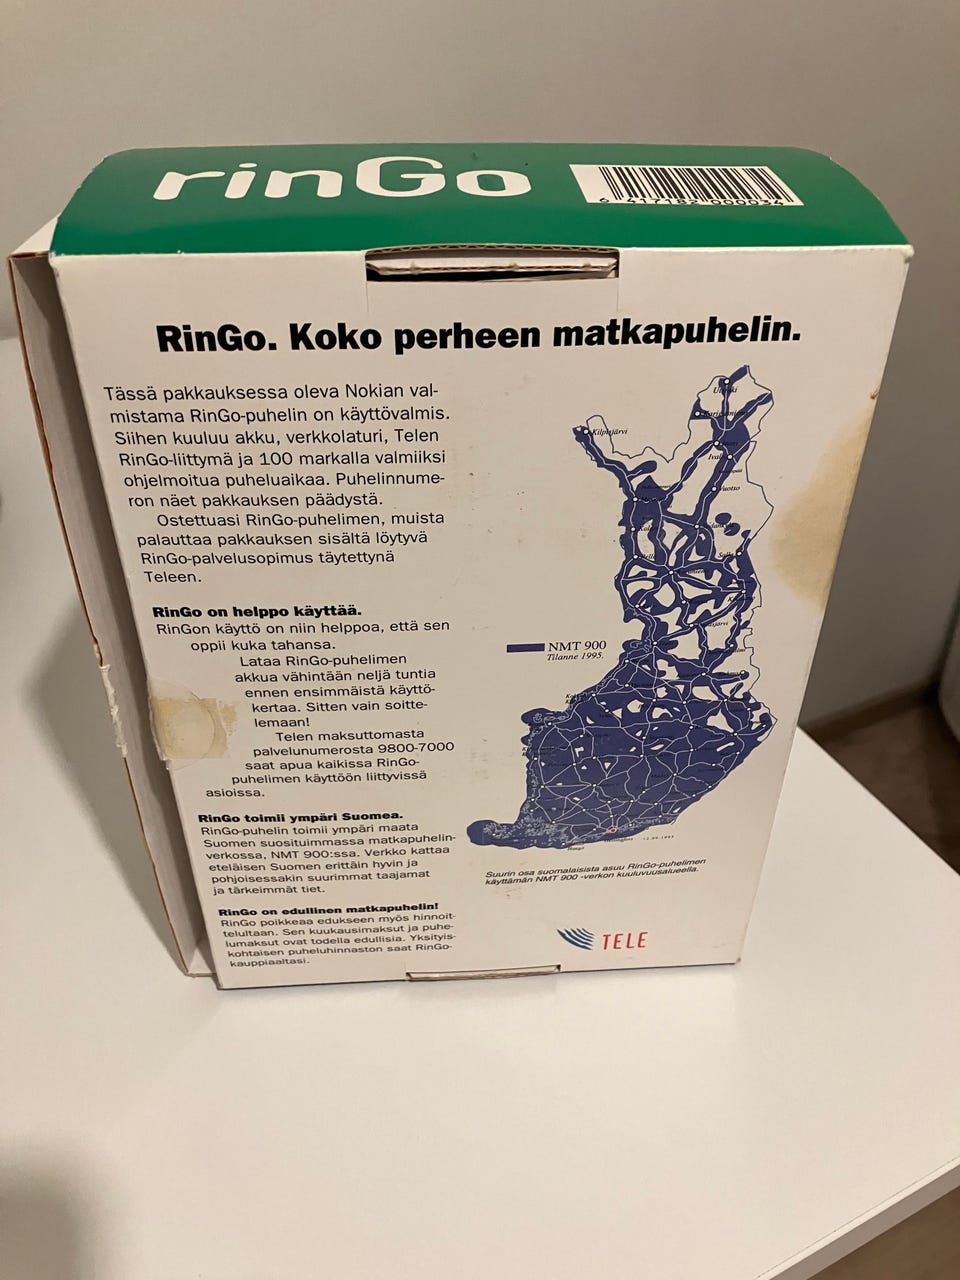 rinGo
6 417182 000034
RinGo. Koko perheen matkapuhelin.
Tässä pakkauksessa oleva Nokian val-
mistama RinGo-puhelin on käyttövalmis.
Siihen kuuluu akku, verkkolaturi, Telen
RinGo-liittymä ja 100 markalla valmiiksi
ohjelmoitua puheluaikaa. Puhelinnume-
ron näet pakkauksen päädystä.
Ostettuasi RinGo-puhelimen, muista
palauttaa pakkauksen sisältä löytyvä
RinGo-palvelusopimus täytettynä
Teleen.
RinGo on helppo käyttää.
RinGon käyttö on niin helppoa, että sen
oppii kuka tahansa.
Lataa RinGo-puhelimen
akkua vähintään neljä tuntia
ennen ensimmäistä käyttö-
kertaa. Sitten vain soitte-
lemaan!
Telen maksuttomasta
palvelunumerosta 9800-7000
saat apua kaikissa RinGo-
puhelimen käyttöön liittyvissä
asioissa.
RinGo toimii ympäri Suomea.
RinGo-puhelin toimii ympäri maata
Suomen suosituimmassa matkapuhelin-
verkossa, NMT 900:ssa. Verkko kattaa
eteläisen Suomen erittäin hyvin ja
pohjoisessakin suurimmat taajamat
ja tärkeimmät tiet.
RinGo on edullinen matkapuhelin!
RinGo poikkeaa edukseen myös hinnoit-
telultaan. Sen kuukausimaksut ja puhe-
lumaksut ovat todella edullisia. Yksityis-
kohtaisen puheluhinnaston saat RinGo-
kauppiaaltasi.
Kilpisjärvi
Vuotso
NMT 900
Tilanne 1995.
Hangö
12.09.1995
Suurin osa suomalaisista asuu RinGo-puhelimen
käyttämän NMT 900 -verkon kuuluvuusalueella.
TELE